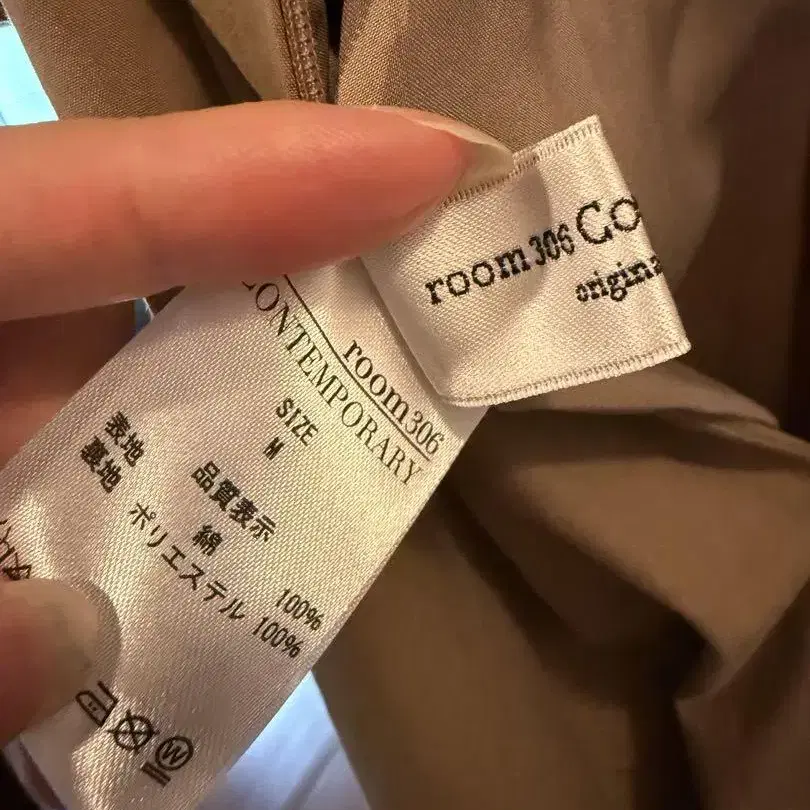 room306 Co
origina
room306
CONTEMPORARY
SIZE
M
品質表示
表地 綿 100%
裏地 ポリエステル 100%
W